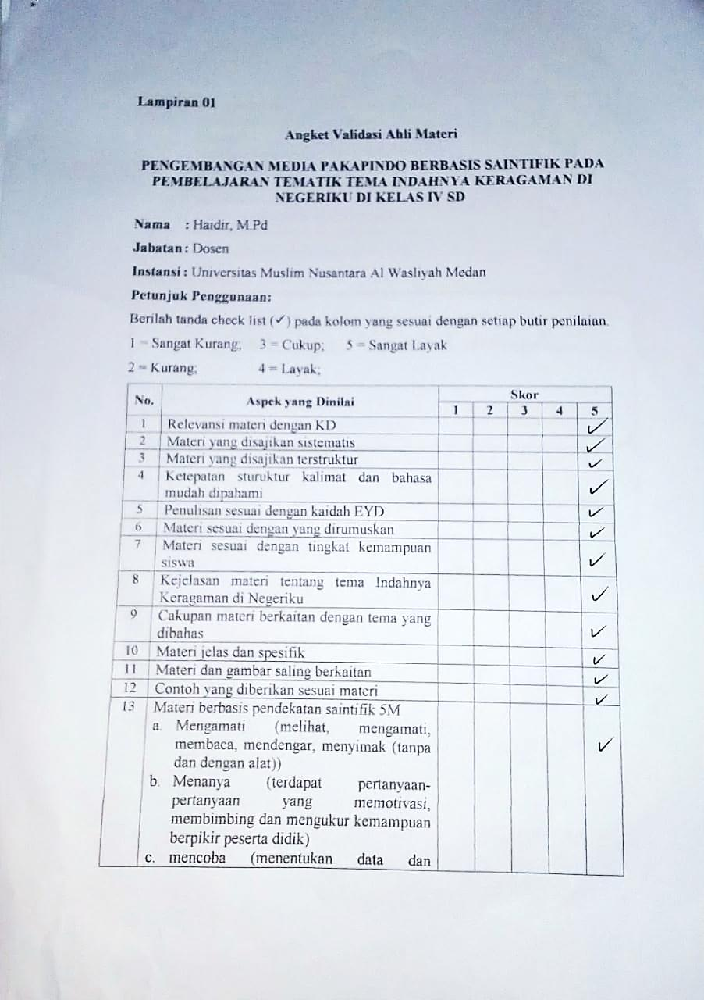 Lampiran 01
Angket Validasi Ahli Materi
PENGEMBANGAN MEDIA PAKAPINDO BERBASIS SAINTIFIK PADA
PEMBELAJARAN TEMATIK TEMA INDAHNYA KERAGAMAN DI
NEGERIKU DI KELAS IV SD
Nama : Haidir, M.Pd
Jabatan : Dosen
Instansi : Universitas Muslim Nusantara Al Wasliyah Medan
Petunjuk Penggunaan:
Berilah tanda check list (✓) pada kolom yang sesuai dengan setiap butir penilaian.
1 = Sangat Kurang; 3 = Cukup; 5 = Sangat Layak
2 = Kurang; 4 = Layak;
No. Aspek yang Dinilai Skor
1 2 3 4 5
1 Relevansi materi dengan KD ✓
2 Materi yang disajikan sistematis ✓
3 Materi yang disajikan terstruktur ✓
4 Ketepatan sturuktur kalimat dan bahasa
mudah dipahami ✓
5 Penulisan sesuai dengan kaidah EYD ✓
6 Materi sesuai dengan yang dirumuskan ✓
7 Materi sesuai dengan tingkat kemampuan
siswa ✓
8 Kejelasan materi tentang tema Indahnya
Keragaman di Negeriku ✓
9 Cakupan materi berkaitan dengan tema yang
dibahas ✓
10 Materi jelas dan spesifik ✓
11 Materi dan gambar saling berkaitan ✓
12 Contoh yang diberikan sesuai materi ✓
13 Materi berbasis pendekatan saintifik 5M
a. Mengamati (melihat, mengamati,
membaca, mendengar, menyimak (tanpa ✓
dan dengan alat))
b. Menanya (terdapat pertanyaan-
pertanyaan yang memotivasi,
membimbing dan mengukur kemampuan
berpikir peserta didik)
c. mencoba (menentukan data dan